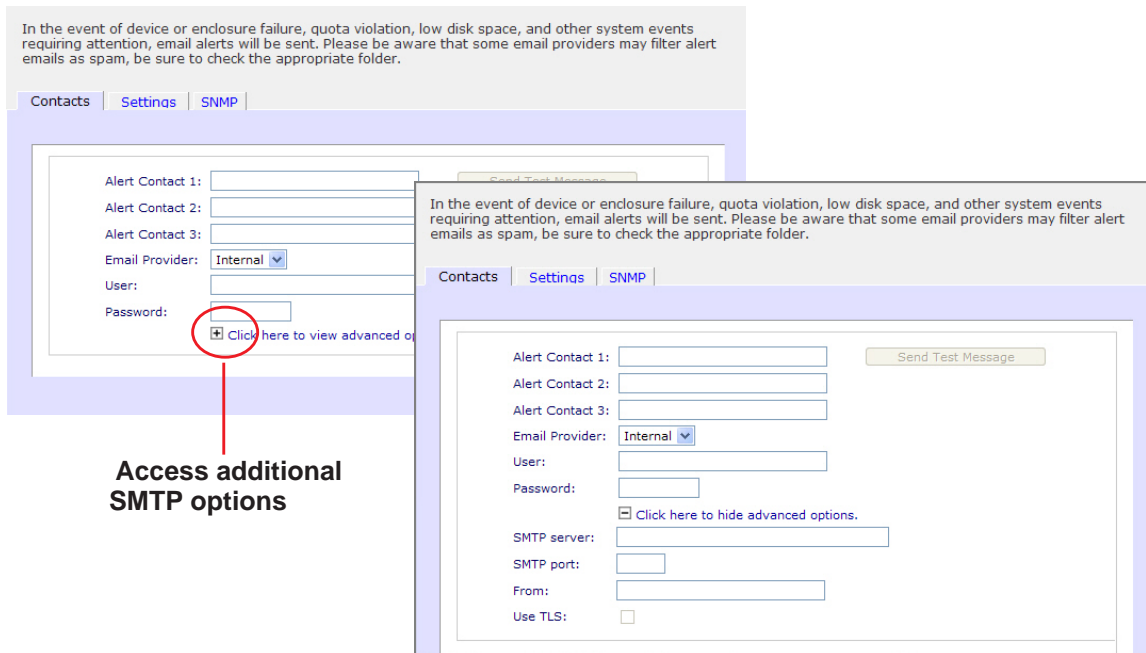 In the event of device or enclosure failure, quota violation, low disk space, and other system events
requiring attention, email alerts will be sent. Please be aware that some email providers may filter alert
emails as spam, be sure to check the appropriate folder.
Contacts
Settings
SNMP
Alert Contact 1:
Send Test Message
Alert Contact 2:
Alert Contact 3:
Email Provider: Internal
User:
Password:
Click here to view advanced op
Access additional
SMTP options
In the event of device or enclosure failure, quota violation, low disk space, and other system events
requiring attention, email alerts will be sent. Please be aware that some email providers may filter alert
emails as spam, be sure to check the appropriate folder.
Contacts
Settings
SNMP
Alert Contact 1:
Send Test Message
Alert Contact 2:
Alert Contact 3:
Email Provider: Internal
User:
Password:
Click here to hide advanced options.
SMTP server:
SMTP port:
From:
Use TLS: